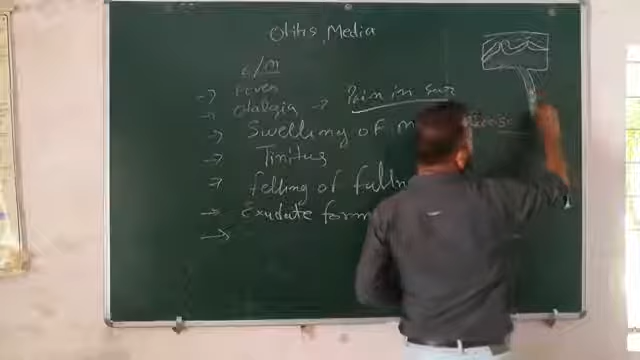 Otitis, Media
C/M
→ Fever
→ Otalgia → Pain in ear
→ Swelling of m
→ Tinitus
→ felling of fulln
→ exudate form
→